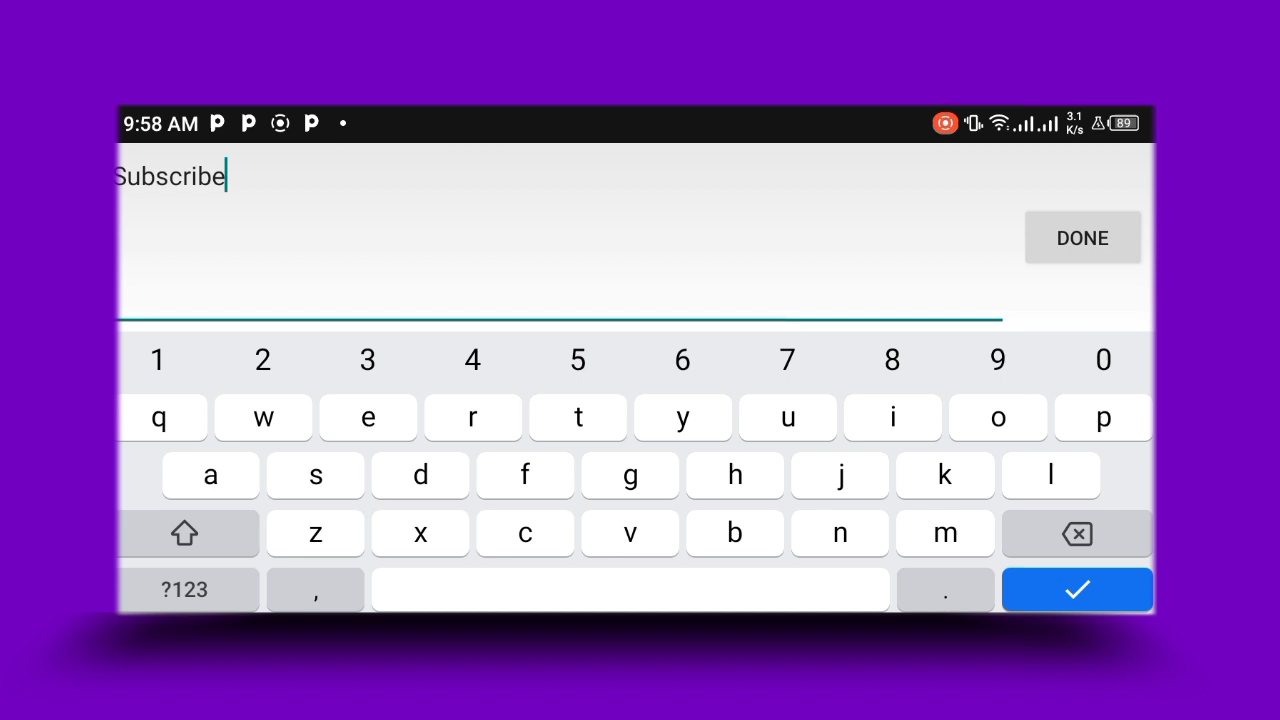 9:58 AM 3.1 K/s 89
Subscribe
DONE
1 2 3 4 5 6 7 8 9 0
q w e r t y u i o p
a s d f g h j k l
z x c v b n m
?123 , .